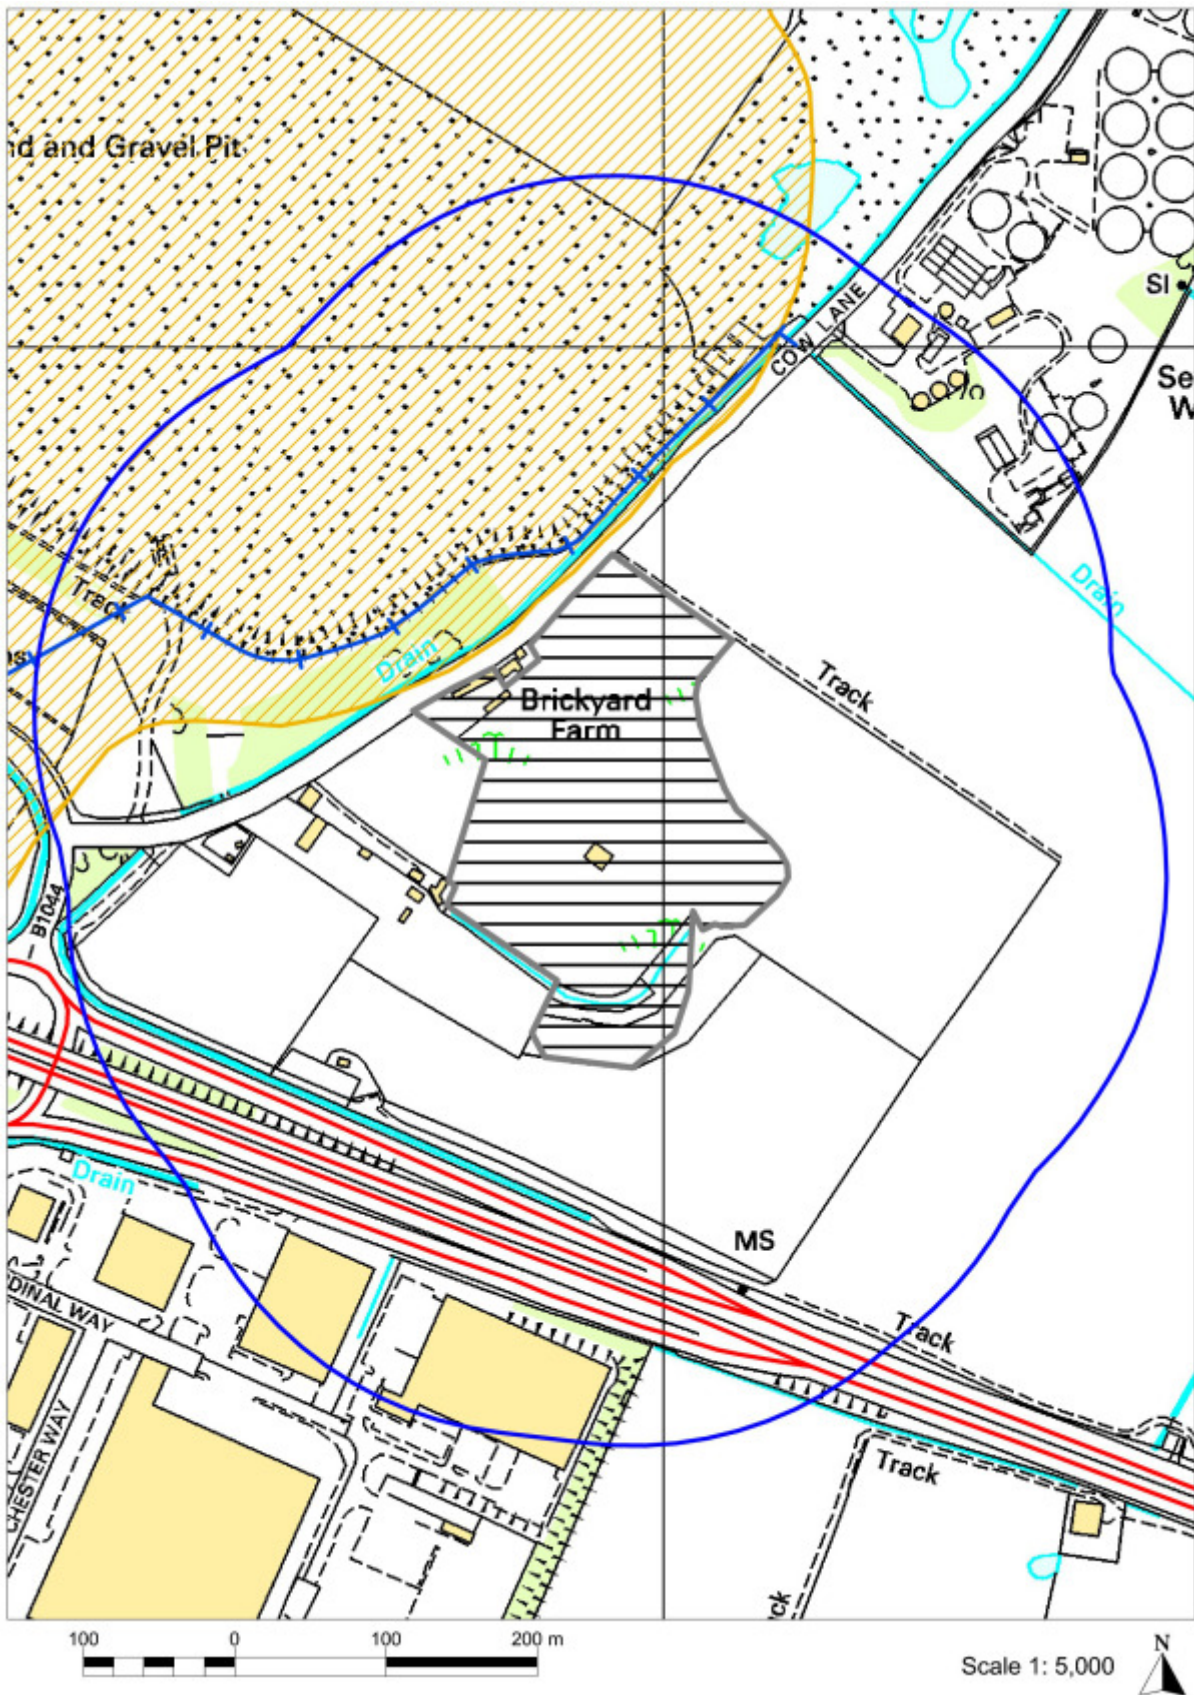 nd and Gravel Pit
SI
COW LANE
Se
W
Track
Drain
Drain
Brickyard
Farm
Track
B1044
Drain
MS
DINAL WAY
Track
CHESTER WAY
Track
ck
100 0 100 200 m
Scale 1: 5,000
N